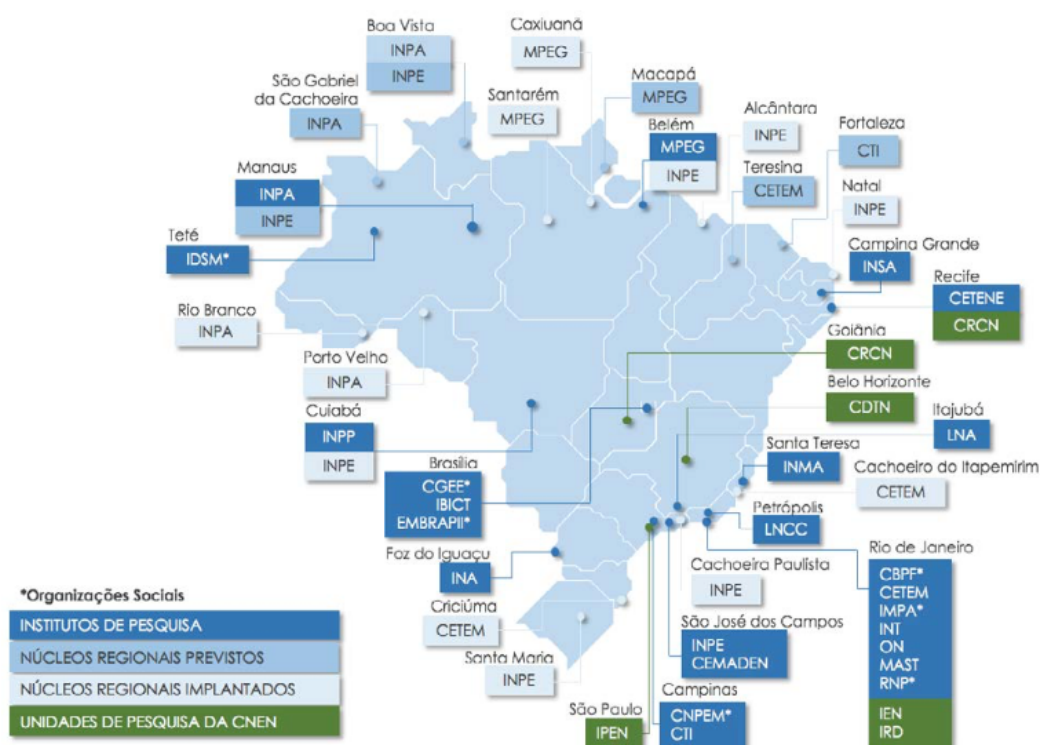 Boa Vista
INPA
INPE
Caxiuanã
MPEG
São Gabriel
da Cachoeira
INPA
Santarém
MPEG
Macapá
MPEG
Belém
MPEG
INPE
Alcântara
INPE
Fortaleza
CTI
Teresina
CETEM
Natal
INPE
Manaus
INPA
INPE
Teté
IDSM*
Campina Grande
INSA
Recife
CETENE
CRCN
Rio Branco
INPA
Porto Velho
INPA
Goiânia
CRCN
Belo Horizonte
CDTN
Cuiabá
INPP
INPE
Itajubá
LNA
Santa Teresa
INMA
Brasília
CGEE*
IBICT
EMBRAPII*
Cachoeiro do Itapemirim
CETEM
Petrópolis
LNCC
Foz do Iguaçu
INA
Rio de Janeiro
CBPF*
CETEM
IMPA*
INT
ON
MAST
RNP*
IEN
IRD
Cachoeira Paulista
INPE
Criciúma
CETEM
São José dos Campos
INPE
CEMADEN
Santa Maria
INPE
São Paulo
IPEN
Campinas
CNPEM*
CTI
*Organizações Sociais
INSTITUTOS DE PESQUISA
NÚCLEOS REGIONAIS PREVISTOS
NÚCLEOS REGIONAIS IMPLANTADOS
UNIDADES DE PESQUISA DA CNEN